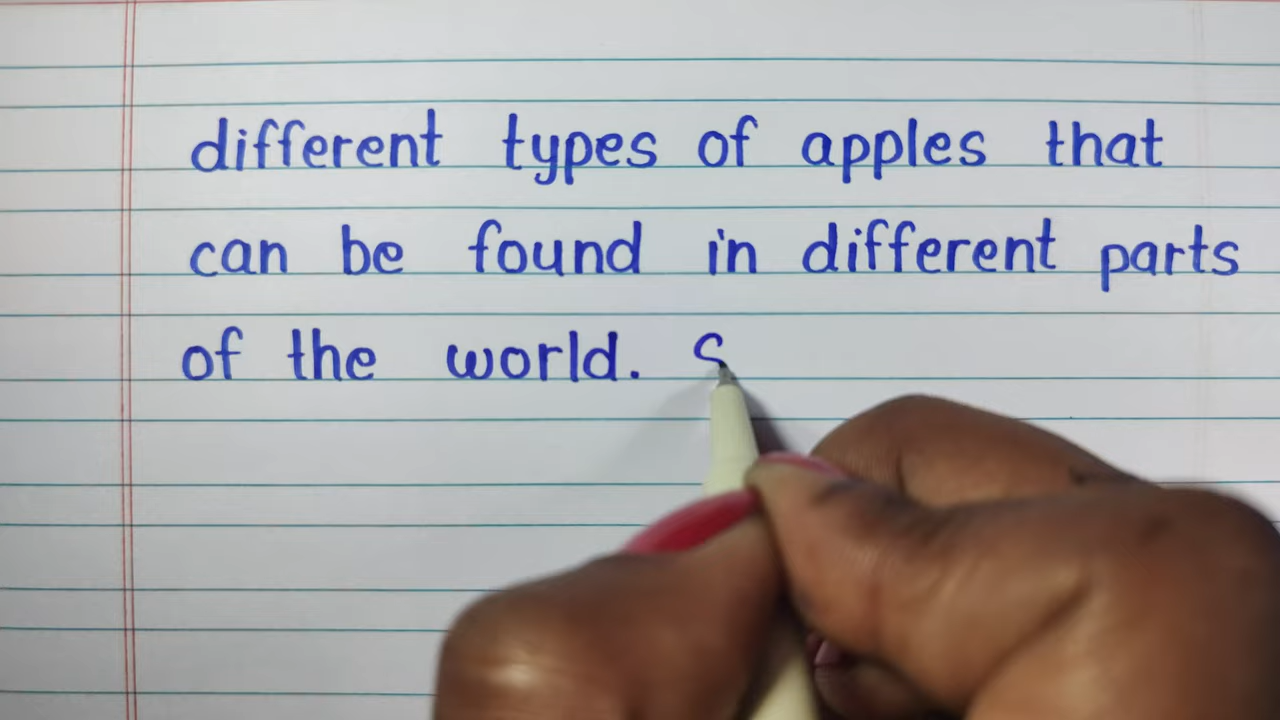 different types of apples that
can be found in different parts
of the world. S